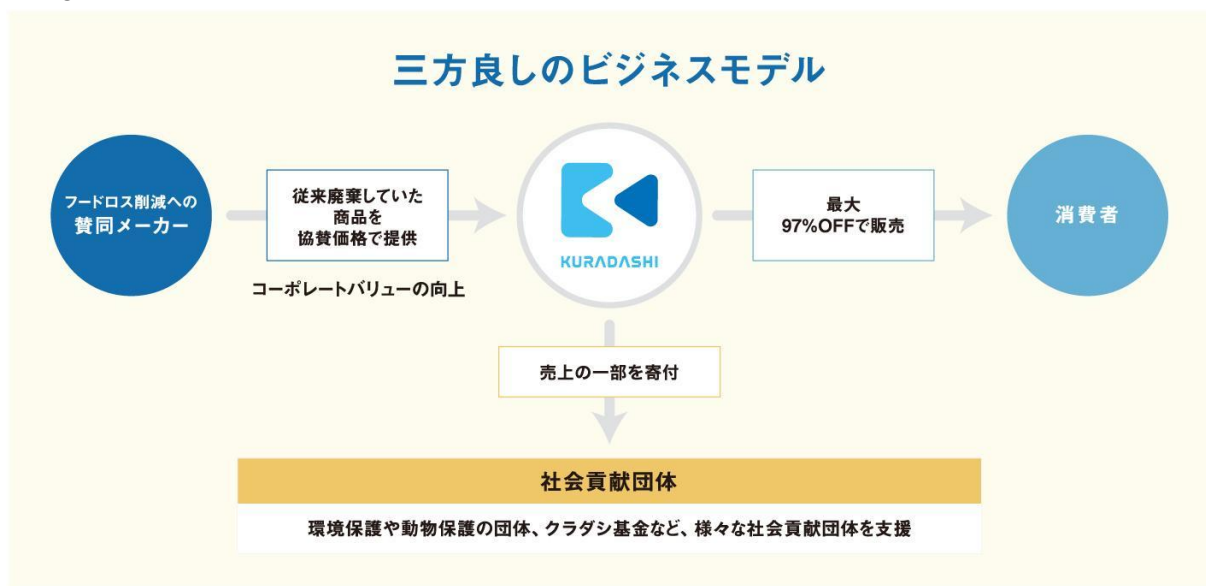 三方良しのビジネスモデル
フードロス削減への
賛同メーカー
従来廃棄していた
商品を
協賛価格で提供
コーポレートバリューの向上
KURADASHI
最大
97%OFFで販売
消費者
売上の一部を寄付
社会貢献団体
環境保護や動物保護の団体、クラダシ基金など、様々な社会貢献団体を支援